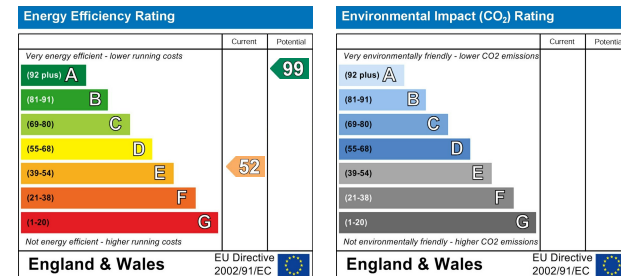 Energy Efficiency Rating
Current Potential
Very energy efficient - lower running costs
(92 plus) A
99
(81-91) B
(69-80) C
(55-68) D
(39-54) E
52
(21-38) F
(1-20) G
Not energy efficient - higher running costs
England & Wales
EU Directive
2002/91/EC
Environmental Impact (CO₂) Rating
Current Potentia
Very environmentally friendly - lower CO2 emissions
(92 plus) A
(81-91) B
(69-80) C
(55-68) D
(39-54) E
(21-38) F
(1-20) G
Not environmentally friendly - higher CO2 emissions
England & Wales
EU Directive
2002/91/EC